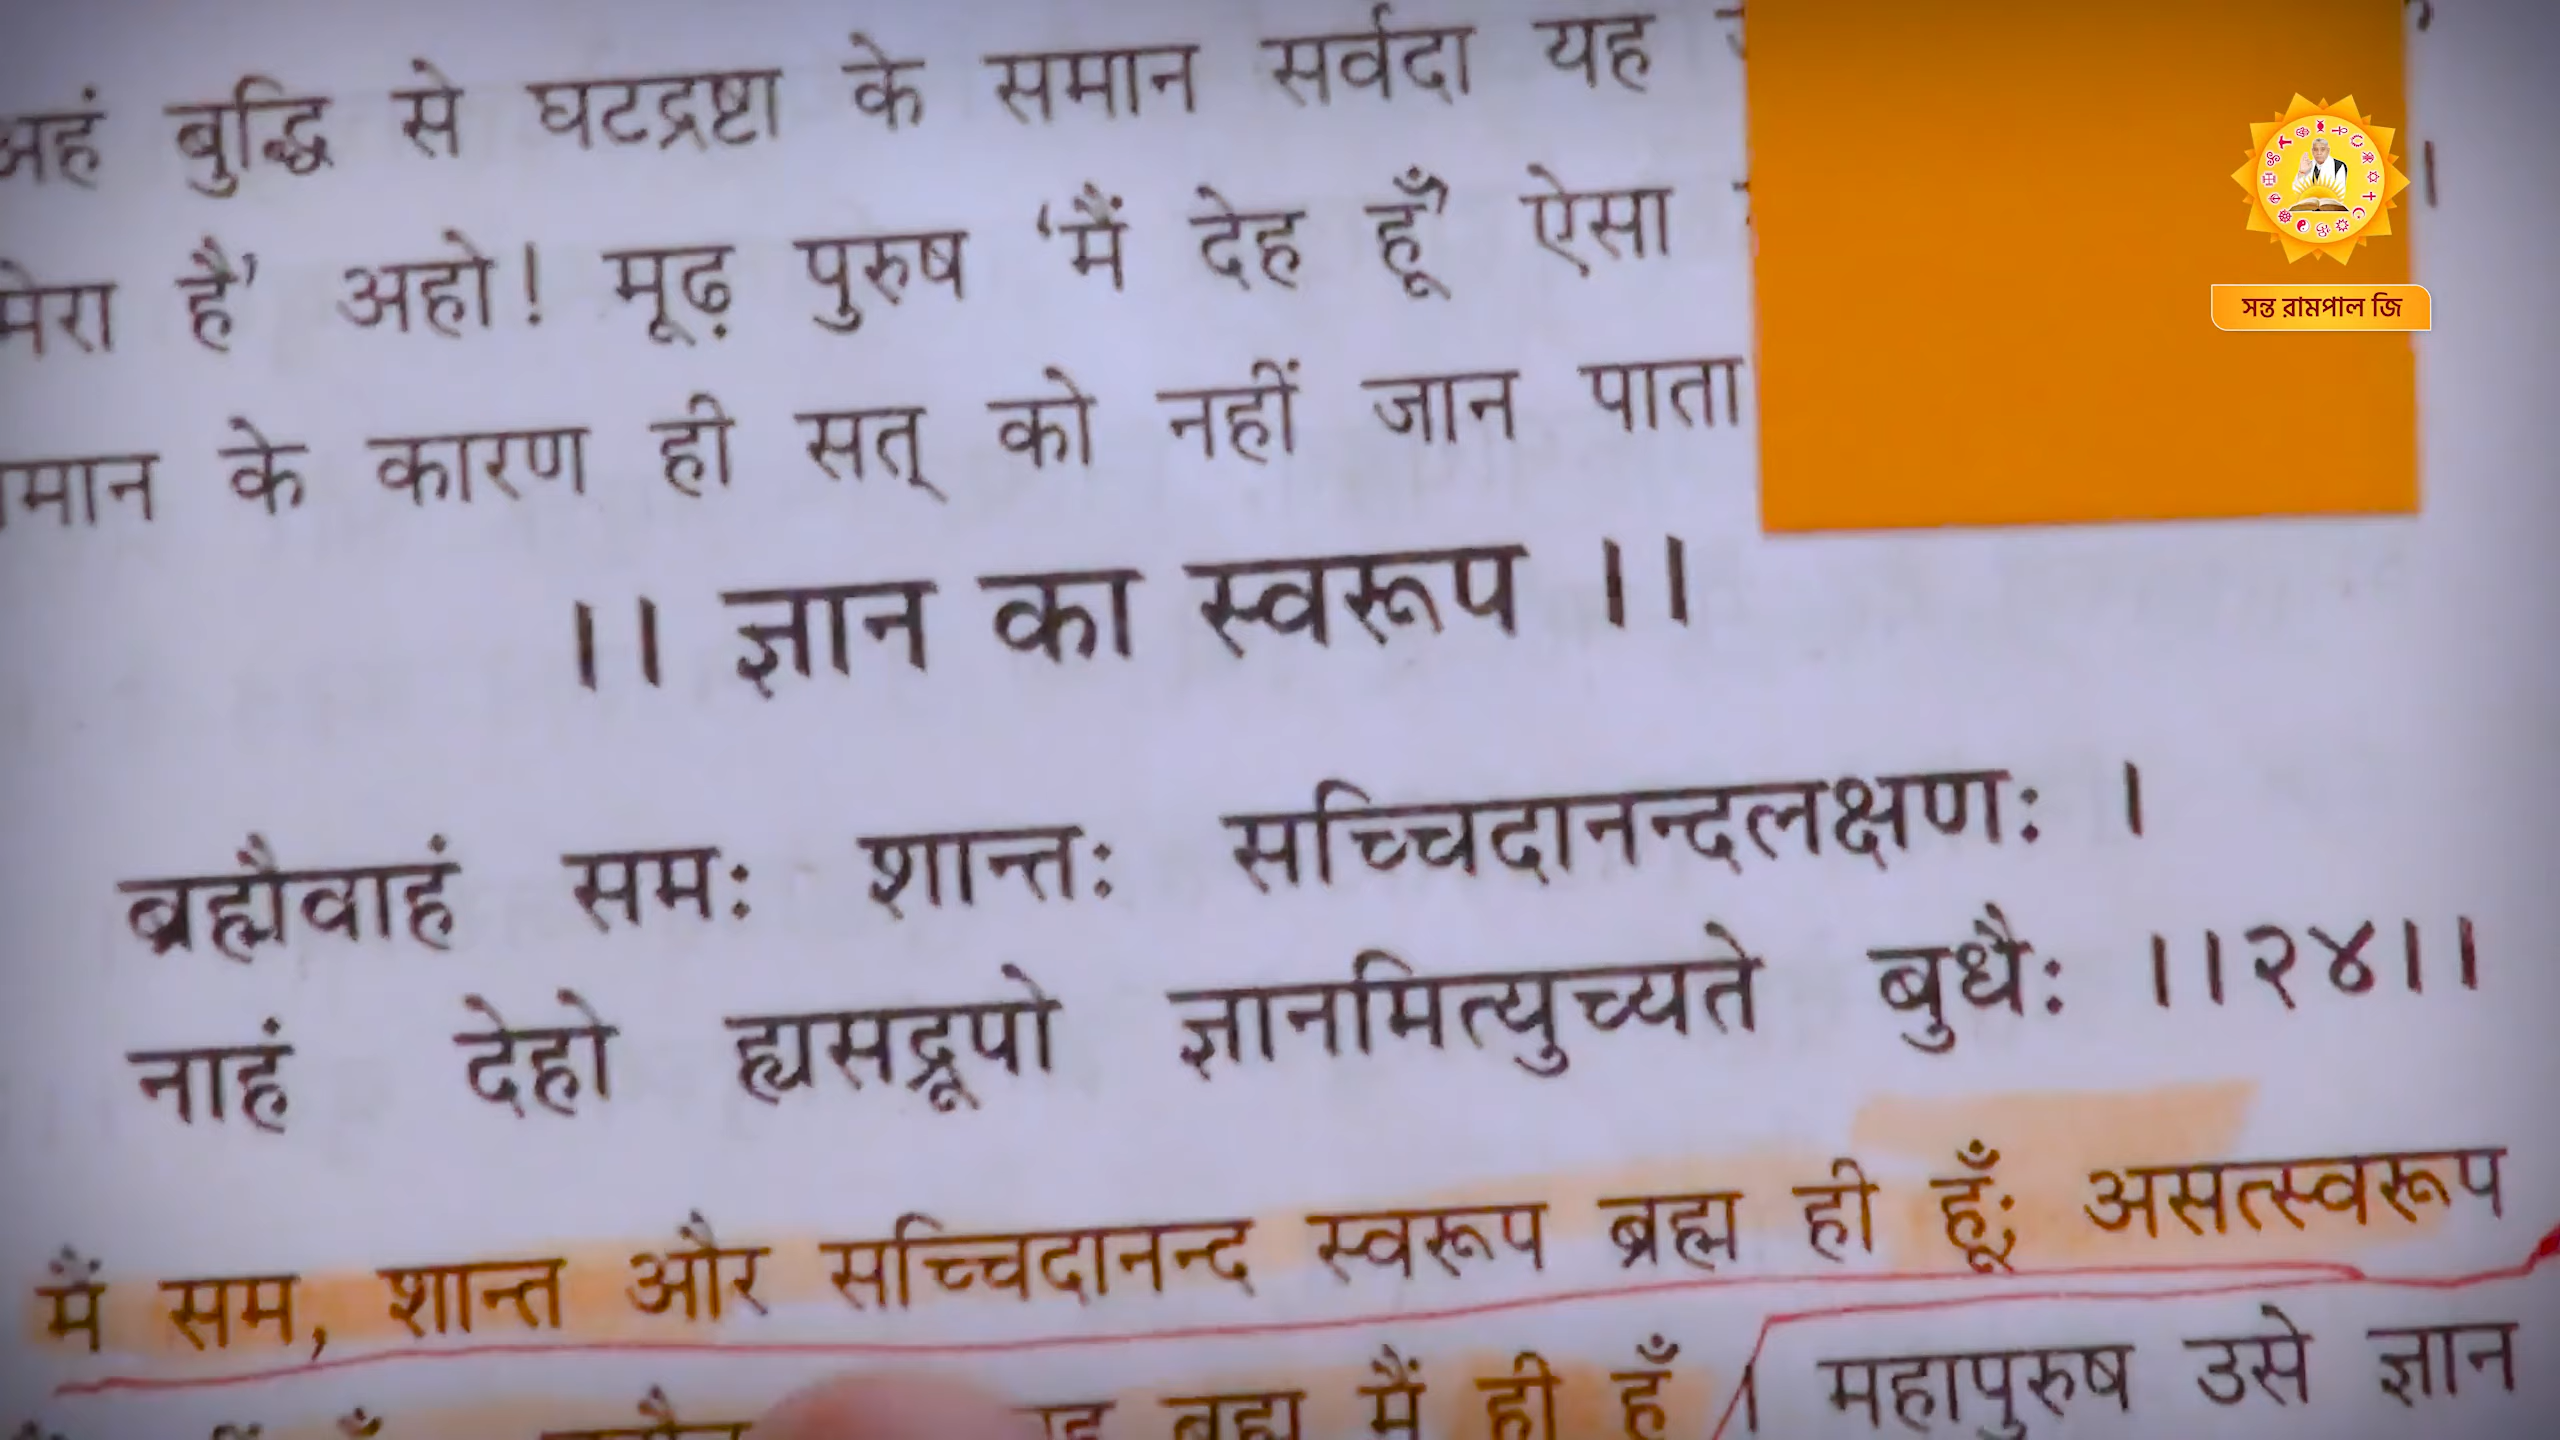 अहं बुद्धि से घटद्रष्टा के समान सर्वदा यह
मेरा है’ अहो! मूढ़ पुरुष ‘मैं देह हूँ’ ऐसा
के कारण ही सत् को नहीं जान पाता
।। ज्ञान का स्वरूप ।।
ब्रह्मैवाहं समः शान्तः सच्चिदानन्दलक्षणः ।
नाहं देहो ह्यसद्रूपो ज्ञानमित्युच्यते बुधैः ।।२४।।
मैं सम, शान्त और सच्चिदानन्द स्वरूप ब्रह्म ही हूँ; असत्स्वरूप
ब्रह्म मैं ही हूँ । महापुरुष उसे ज्ञान
সন্ত রামপাল জি